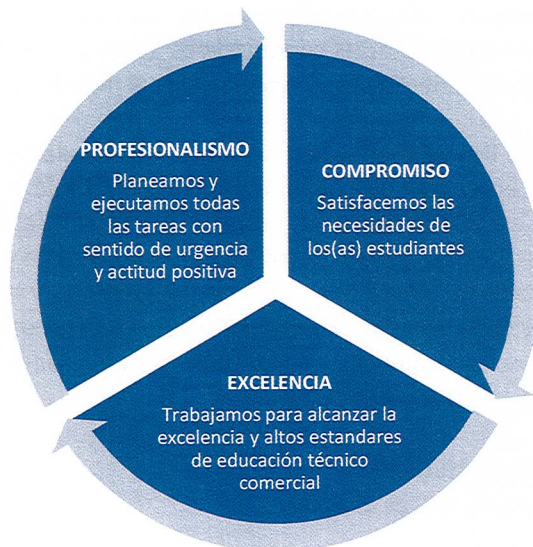 PROFESIONALISMO
Planeamos y
ejecutamos todas
las tareas con
sentido de urgencia
y actitud positiva
COMPROMISO
Satisfacemos las
necesidades de
los(as) estudiantes
EXCELENCIA
Trabajamos para alcanzar la
excelencia y altos estandares
de educación técnico
comercial